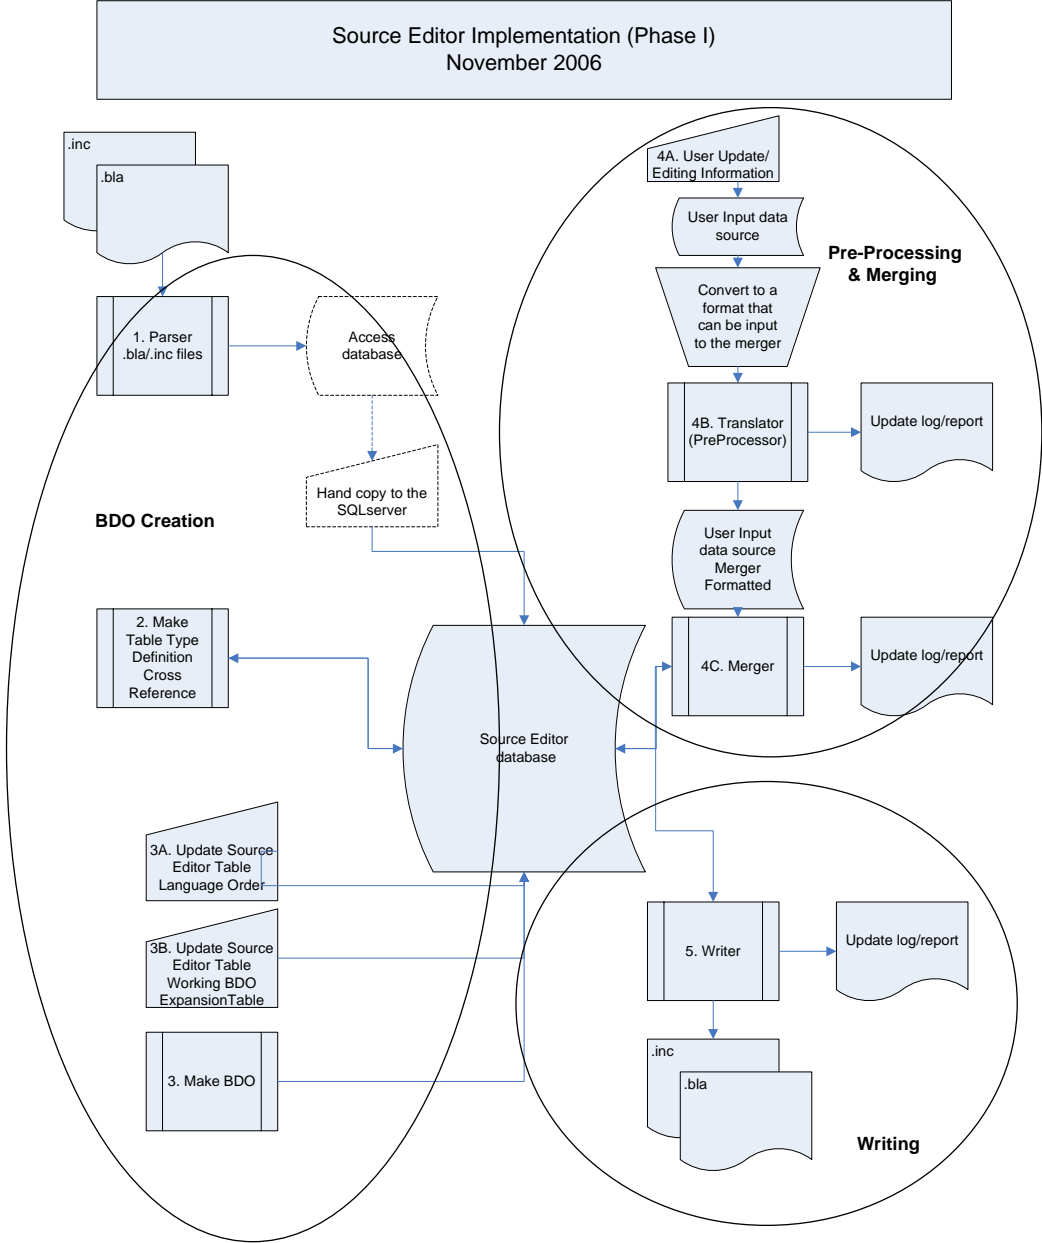 Source Editor Implementation (Phase I)
November 2006
.inc
.bla
1. Parser
.bla/.inc files
Access
database
Hand copy to the
SQLserver
BDO Creation
2. Make
Table Type
Definition
Cross
Reference
Source Editor
database
3A. Update Source
Editor Table
Language Order
3B. Update Source
Editor Table
Working BDO
ExpansionTable
3. Make BDO
4A. User Update/
Editing Information
User Input data
source
Pre-Processing
& Merging
Convert to a
format that
can be input
to the merger
4B. Translator
(PreProcessor)
Update log/report
User Input
data source
Merger
Formatted
4C. Merger
Update log/report
5. Writer
Update log/report
.inc
.bla
Writing